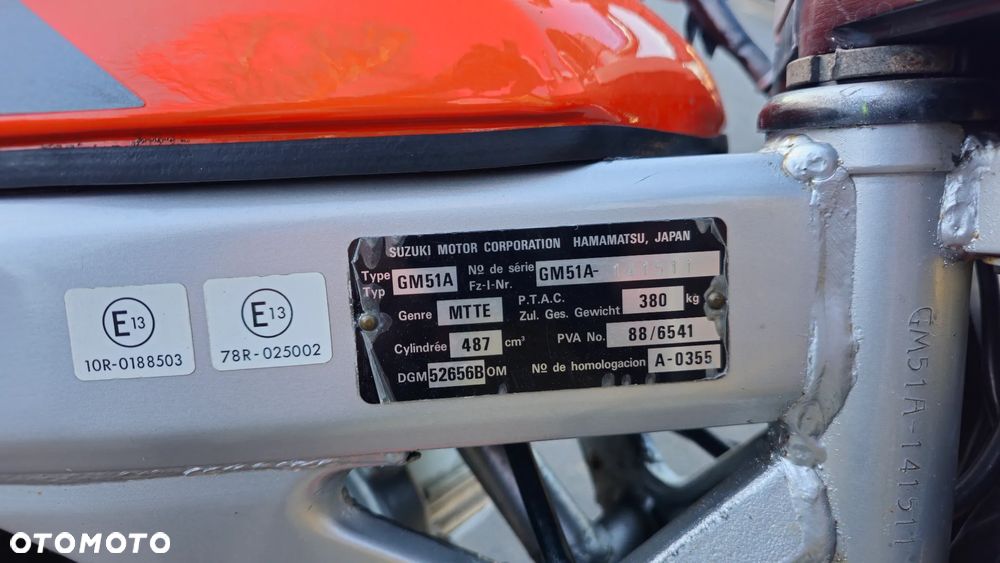 SUZUKI MOTOR CORPORATION HAMAMATSU, JAPAN
Type
Typ
GM51A
Nº de série
Fz-I-Nr.
GM51A-141511
Genre MTTE
P.T.A.C.
Zul. Ges. Gewicht
380 kg
Cylindrée 487 cm³
PVA No. 88/6541
DGM 52656B OM
Nº de homologacion A-0355
E13
10R-0188503
E13
78R-025002
GM51A-141511
OTOMOTO